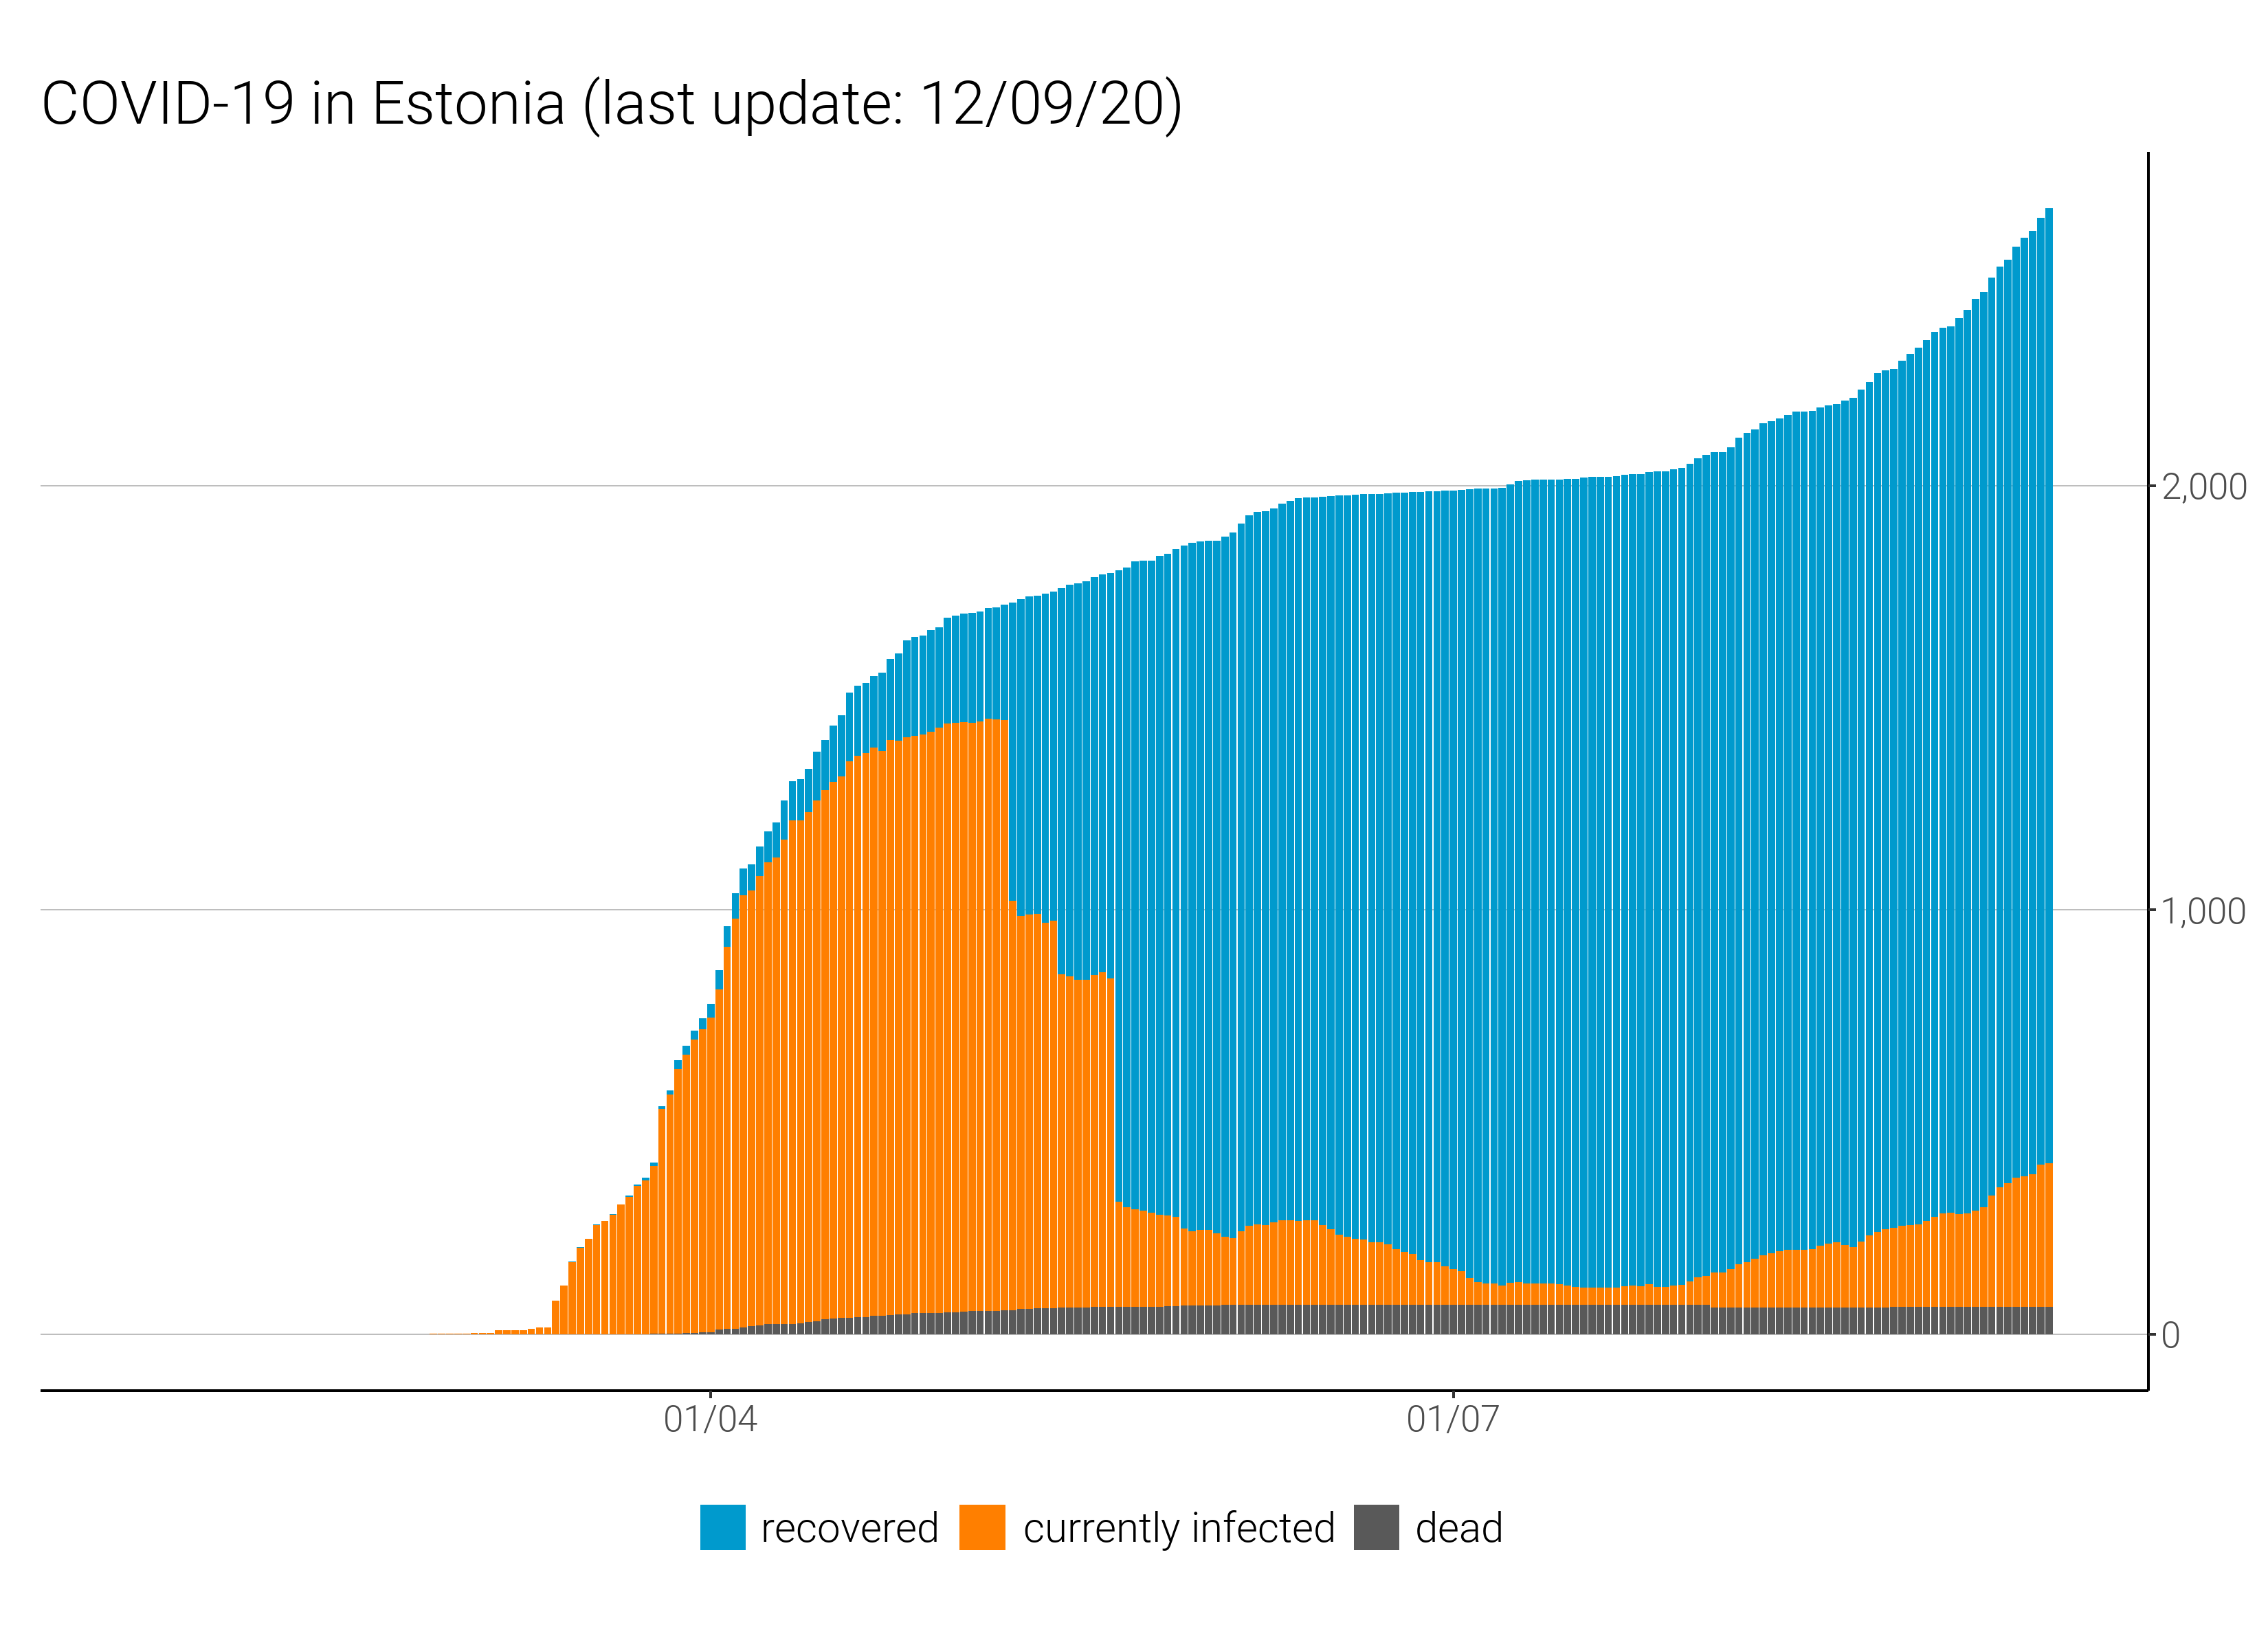 COVID-19 in Estonia (last update: 12/09/20)
2,000
1,000
0
01/04 01/07
recovered currently infected dead